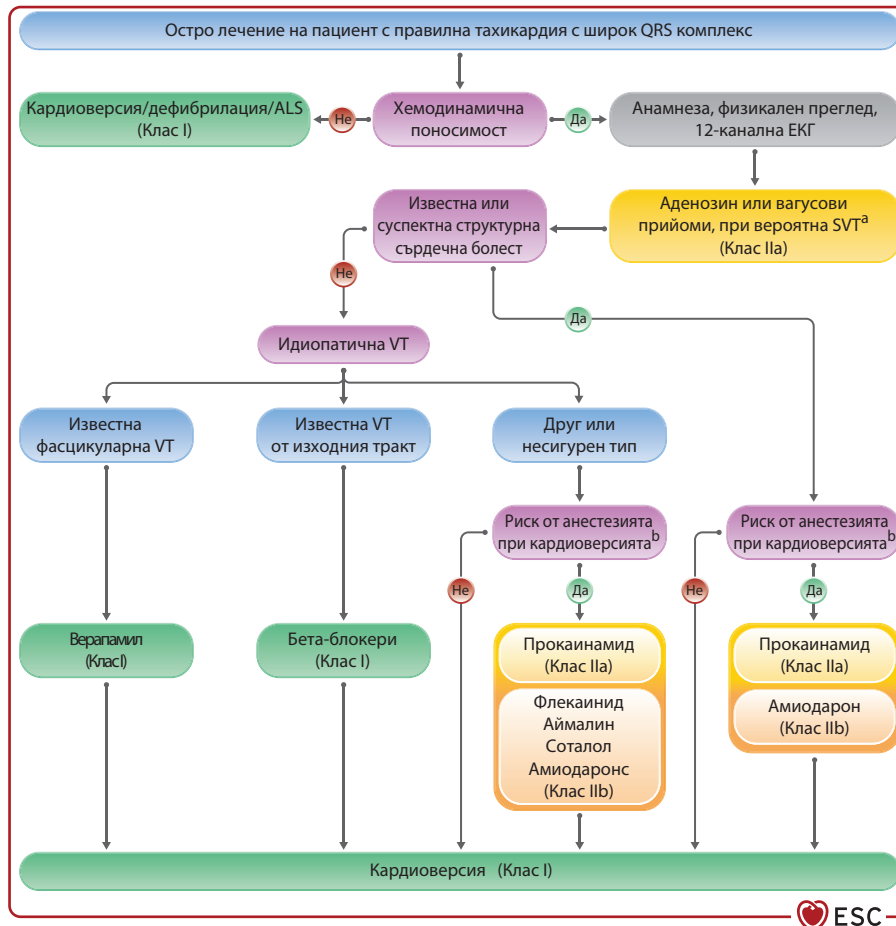 Остро лечение на пациент с правилна тахикардия с широк QRS комплекс
Кардиоверсия/дефибрилация/ALS
(Клас I)
Не
Хемодинамична
поносимост
Да
Анамнеза, физикален преглед,
12-канална ЕКГ
Известна или
суспектна структурна
сърдечна болест
Аденозин или вагусови
прийоми, при вероятна SVTa
(Клас IIa)
Не
Да
Идиопатична VT
Известна
фасцикуларна VT
Известна VT
от изходния тракт
Друг или
несигурен тип
Риск от анестезията
при кардиоверсиятаb
Риск от анестезията
при кардиоверсиятаb
Не
Да
Не
Да
Верапамил
(Клас I)
Бета-блокери
(Клас I)
Прокаинамид
(Клас IIa)
Флекаинид
Аймалин
Соталол
Амиодаронс
(Клас IIb)
Прокаинамид
(Клас IIa)
Амиодарон
(Клас IIb)
Кардиоверсия (Клас I)
ESC